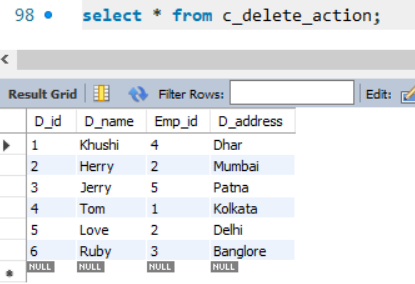 98 select * from c_delete_action;
Result Grid Filter Rows: Edit:
D_id D_name Emp_id D_address
1 Khushi 4 Dhar
2 Herry 2 Mumbai
3 Jerry 5 Patna
4 Tom 1 Kolkata
5 Love 2 Delhi
6 Ruby 3 Banglore
NULL NULL NULL NULL